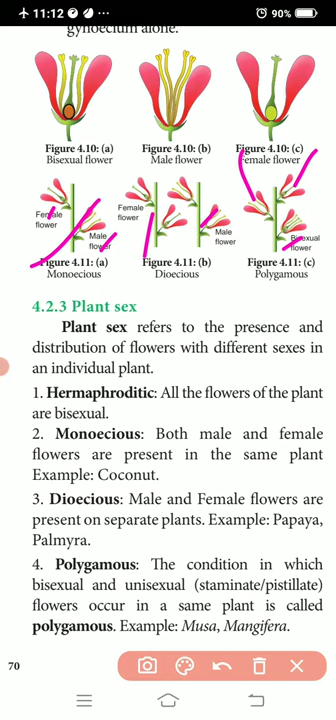 11:12
90%
gynoecium alone.
Figure 4.10: (a)
Bisexual flower
Figure 4.10: (b)
Male flower
Figure 4.10: (c)
Female flower
Female
flower
Male
flower
Female
flower
Male
flower
Bisexual
flower
Figure 4.11: (a)
Monoecious
Figure 4.11: (b)
Dioecious
Figure 4.11: (c)
Polygamous
4.2.3 Plant sex
Plant sex refers to the presence and
distribution of flowers with different sexes in
an individual plant.
1. Hermaphroditic: All the flowers of the plant
are bisexual.
2. Monoecious: Both male and female
flowers are present in the same plant
Example: Coconut.
3. Dioecious: Male and Female flowers are
present on separate plants. Example: Papaya,
Palmyra.
4. Polygamous: The condition in which
bisexual and unisexual (staminate/pistillate)
flowers occur in a same plant is called
polygamous. Example: Musa, Mangifera.
70